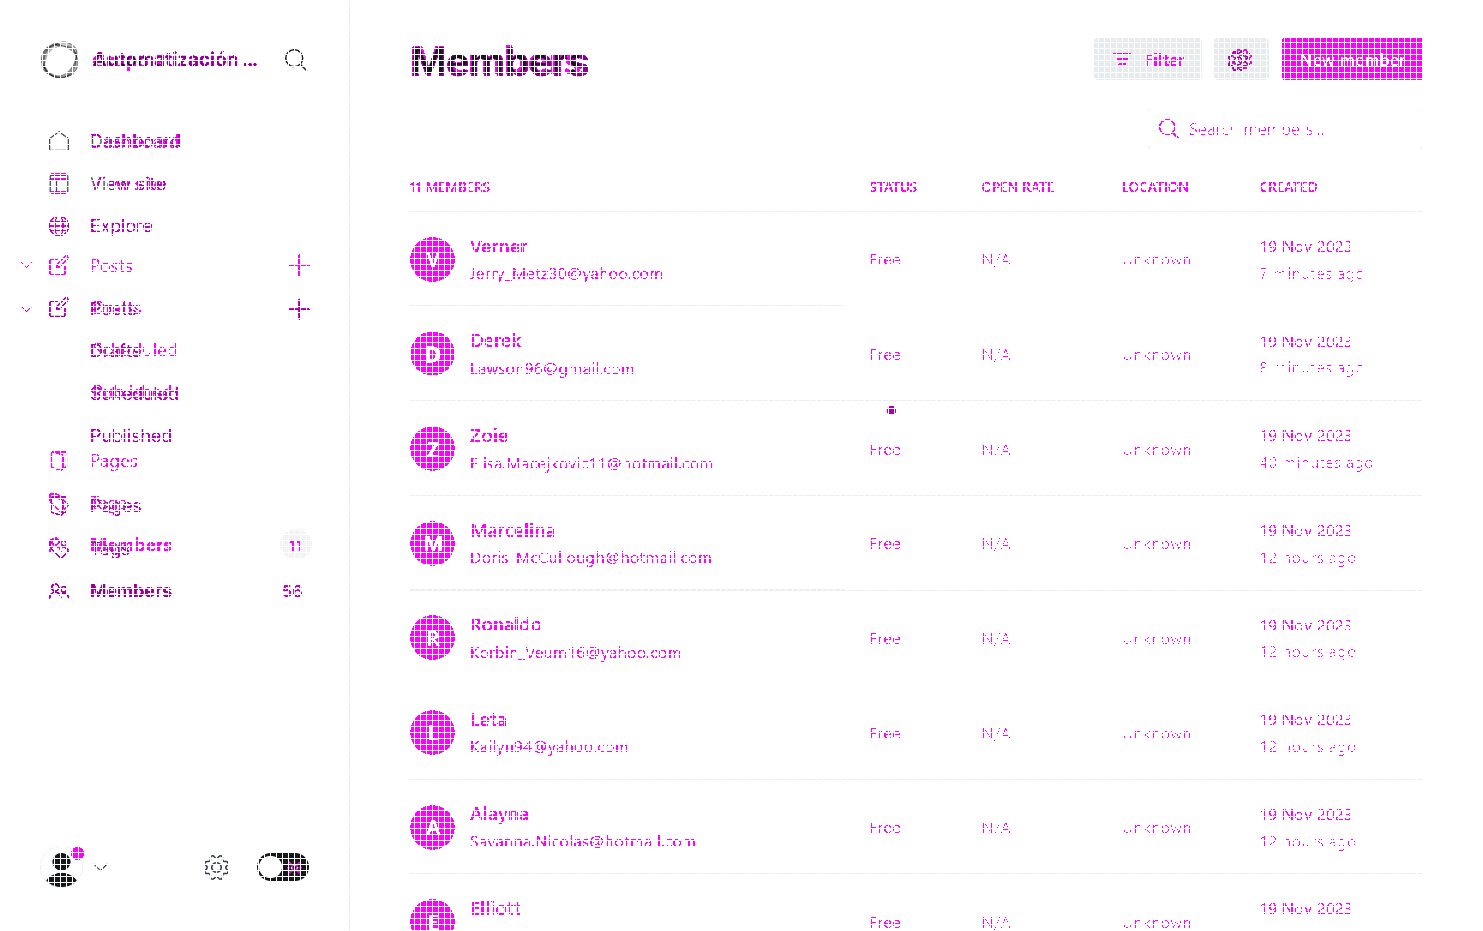 Automatización ...
Dashboard
View site
Explore
Posts
Posts
Scheduled
Published
Pages
Pages
Members
11
Members
56
Members
Filter
New member
Search members...
11 MEMBERS STATUS OPEN RATE LOCATION CREATED
Verner
Jerry_Metz30@yahoo.com
Free N/A Unknown
19 Nov 2023
7 minutes ago
Derek
Lawson96@gmail.com
Free N/A Unknown
19 Nov 2023
minutes ago
Zoie
Elisa.Macejkovic11@hotmail.com
Free N/A Unknown
19 Nov 2023
minutes ago
Marcelina
Doris_McCullough@hotmail.com
Free N/A Unknown
19 Nov 2023
12 hours ago
Ronaldo
Korbin_Veum16@yahoo.com
Free N/A Unknown
19 Nov 2023
12 hours ago
Leta
Kailyn94@yahoo.com
Free N/A Unknown
19 Nov 2023
12 hours ago
Alayna
Savanna.Nicolas@hotmail.com
Free N/A Unknown
19 Nov 2023
12 hours ago
Elliott
Free N/A Unknown
19 Nov 2023